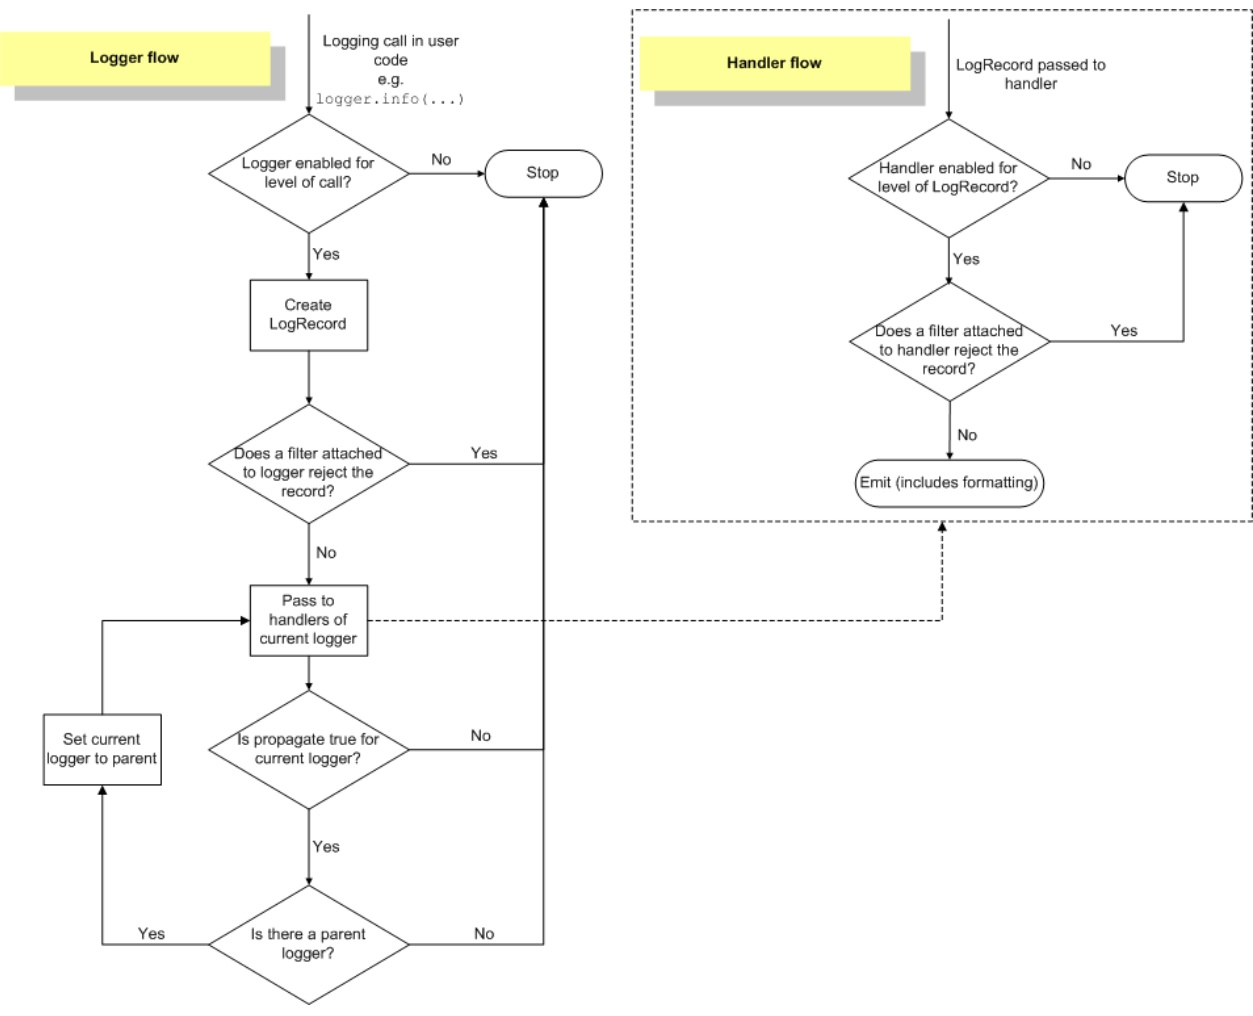 Logger flow
Logging call in user
code
e.g.
logger.info(...)
Logger enabled for
level of call?
No
Stop
Yes
Create
LogRecord
Does a filter attached
to logger reject the
record?
Yes
No
Pass to
handlers of
current logger
Is propagate true for
current logger?
No
Set current
logger to parent
Yes
Is there a parent
logger?
Yes
No
Handler flow
LogRecord passed to
handler
Handler enabled for
level of LogRecord?
No
Stop
Yes
Does a filter attached
to handler reject the
record?
Yes
No
Emit (includes formatting)